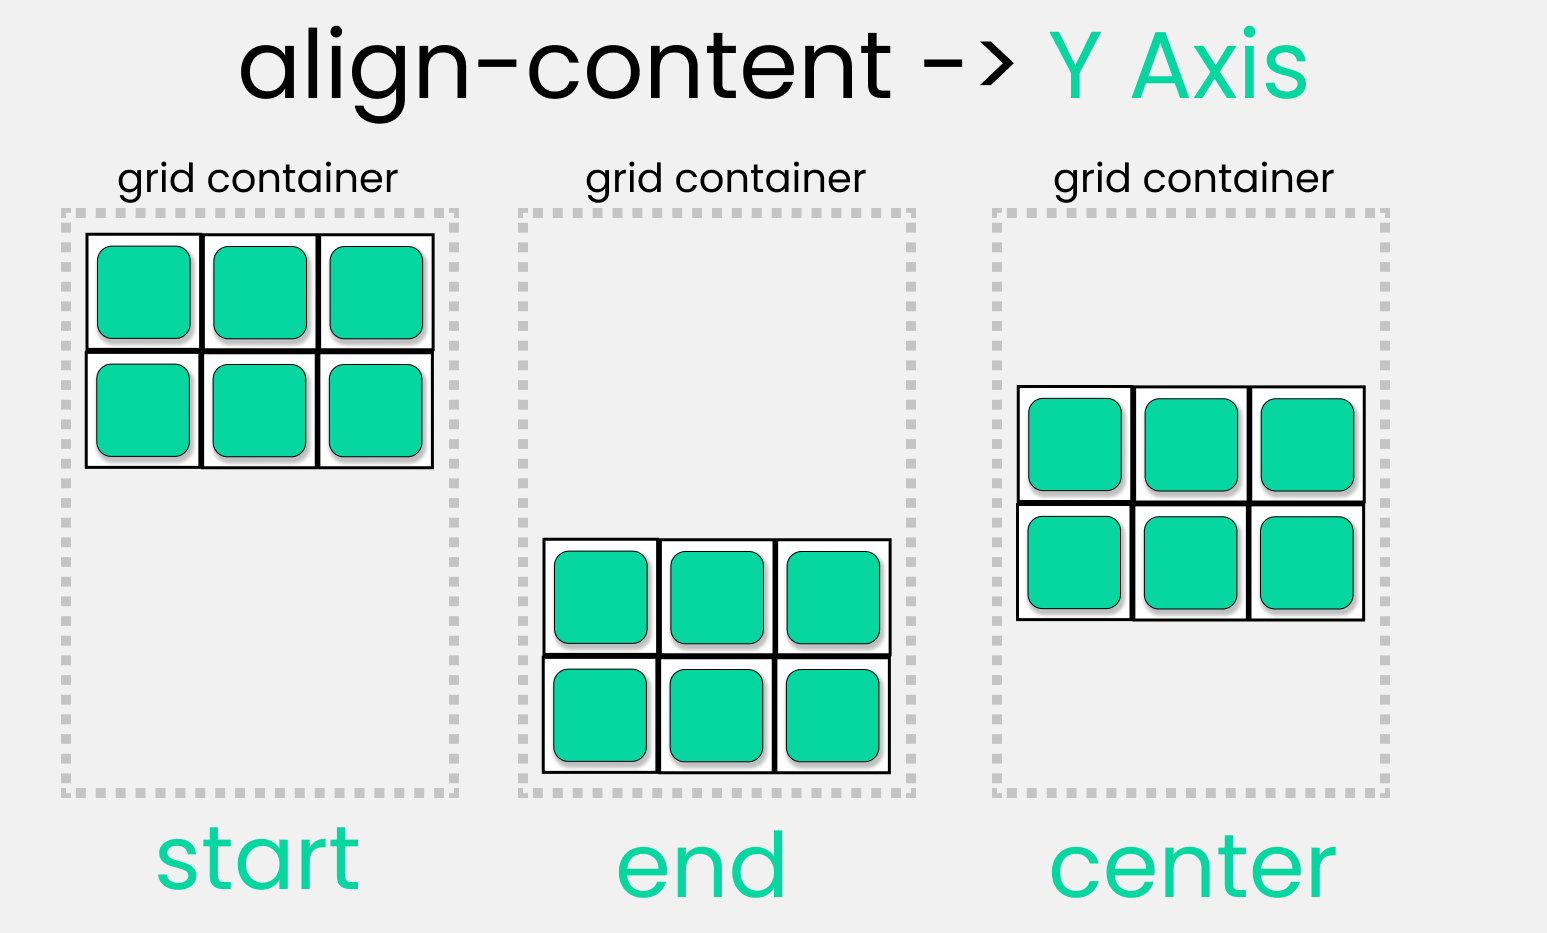 align-content -> Y Axis
grid container
grid container
grid container
start
end
center